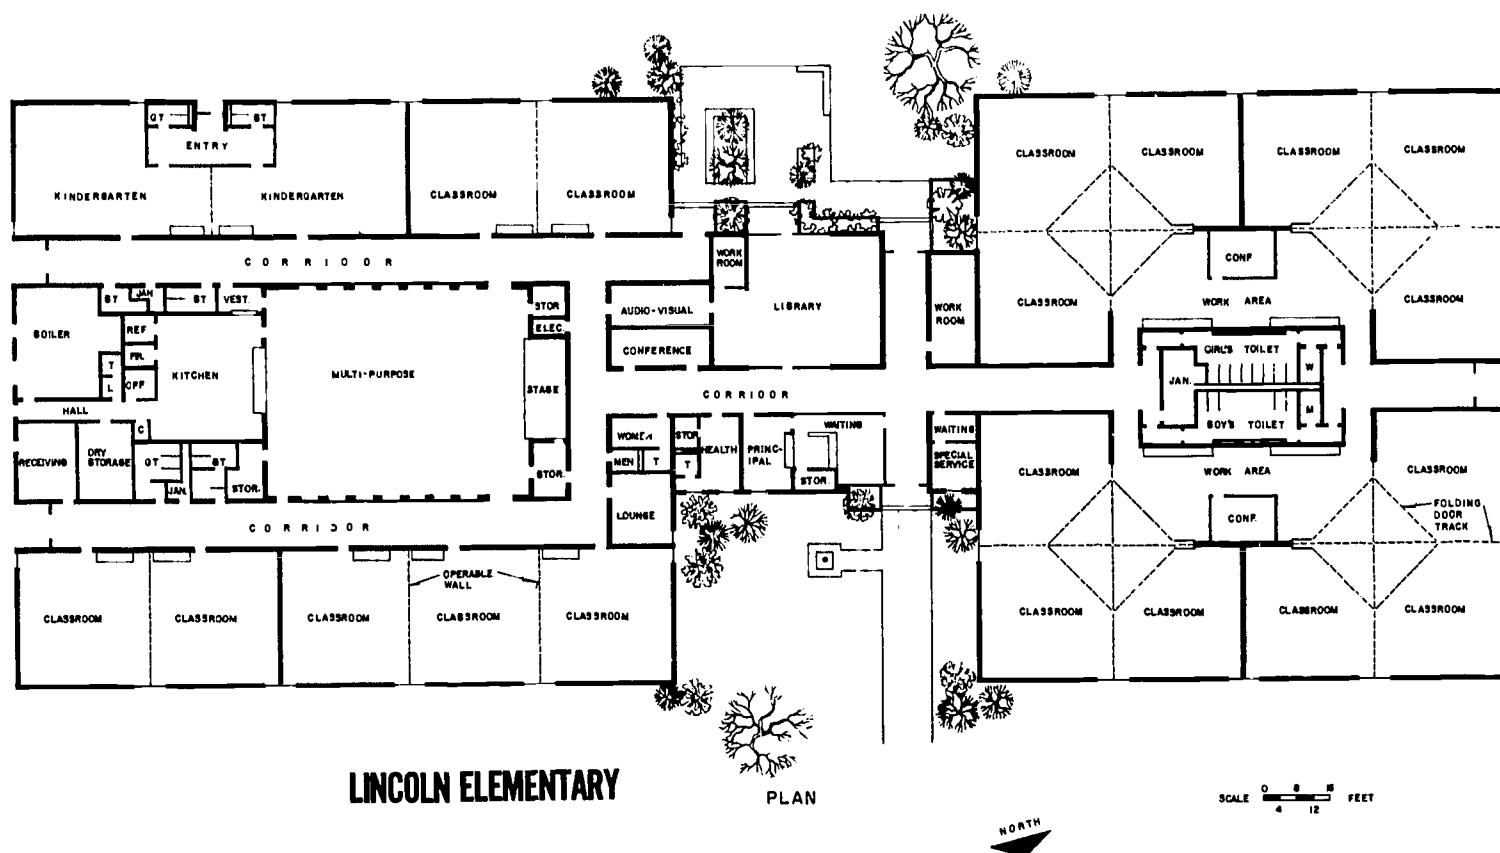 GT
ST
ENTRY
KINDERGARTEN
KINDERGARTEN
CLASSROOM
CLASSROOM
CORRIDOR
BOILER
ST
JAN
ST
VEST.
REF
T
L
OFF
KITCHEN
HALL
C
RECEIVING
DRY
STORAGE
GT
JAN.
ST
STOR.
MULTI-PURPOSE
STOR
ELEC.
STAGE
STOR.
CORRIDOR
CLASSROOM
CLASSROOM
CLASSROOM
OPERABLE
WALL
CLASSROOM
CLASSROOM
WORK
ROOM
LIBRARY
AUDIO-VISUAL
CONFERENCE
CORRIDOR
WOMEN
MEN
T
LOUNGE
STOR
T
HEALTH
PRINC-
IPAL
WAITING
STOR.
WORK
ROOM
WAITING
SPECIAL
SERVICE
CLASSROOM
CLASSROOM
CLASSROOM
CLASSROOM
CONF.
CLASSROOM
WORK AREA
CLASSROOM
GIRL'S TOILET
JAN.
W
M
BOY'S TOILET
CLASSROOM
WORK AREA
CLASSROOM
FOLDING
DOOR
TRACK
CONF.
CLASSROOM
CLASSROOM
CLASSROOM
CLASSROOM
LINCOLN ELEMENTARY
PLAN
SCALE 0 8 16 FEET
4 12
NORTH